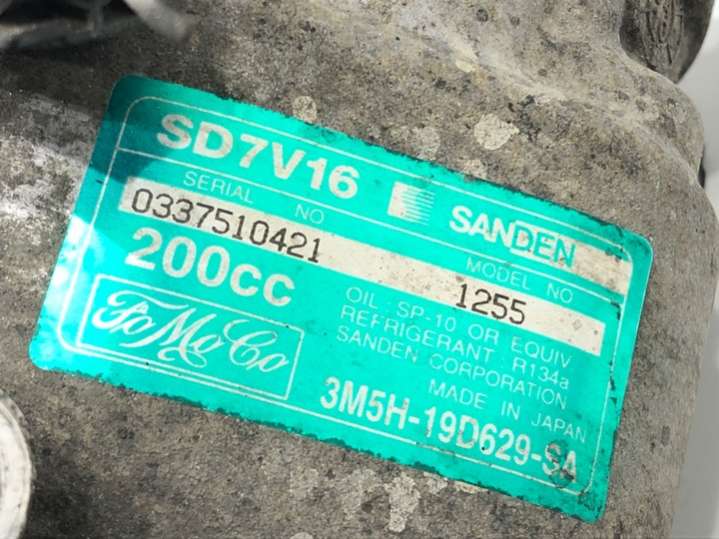 SD7V16 SANDEN
SERIAL NO MODEL NO
0337510421 1255
200cc
OIL : SP-10 OR EQUIV
REFRIGERANT : R134a
SANDEN CORPORATION
MADE IN JAPAN
FoMoCo
3M5H-19D629-SA